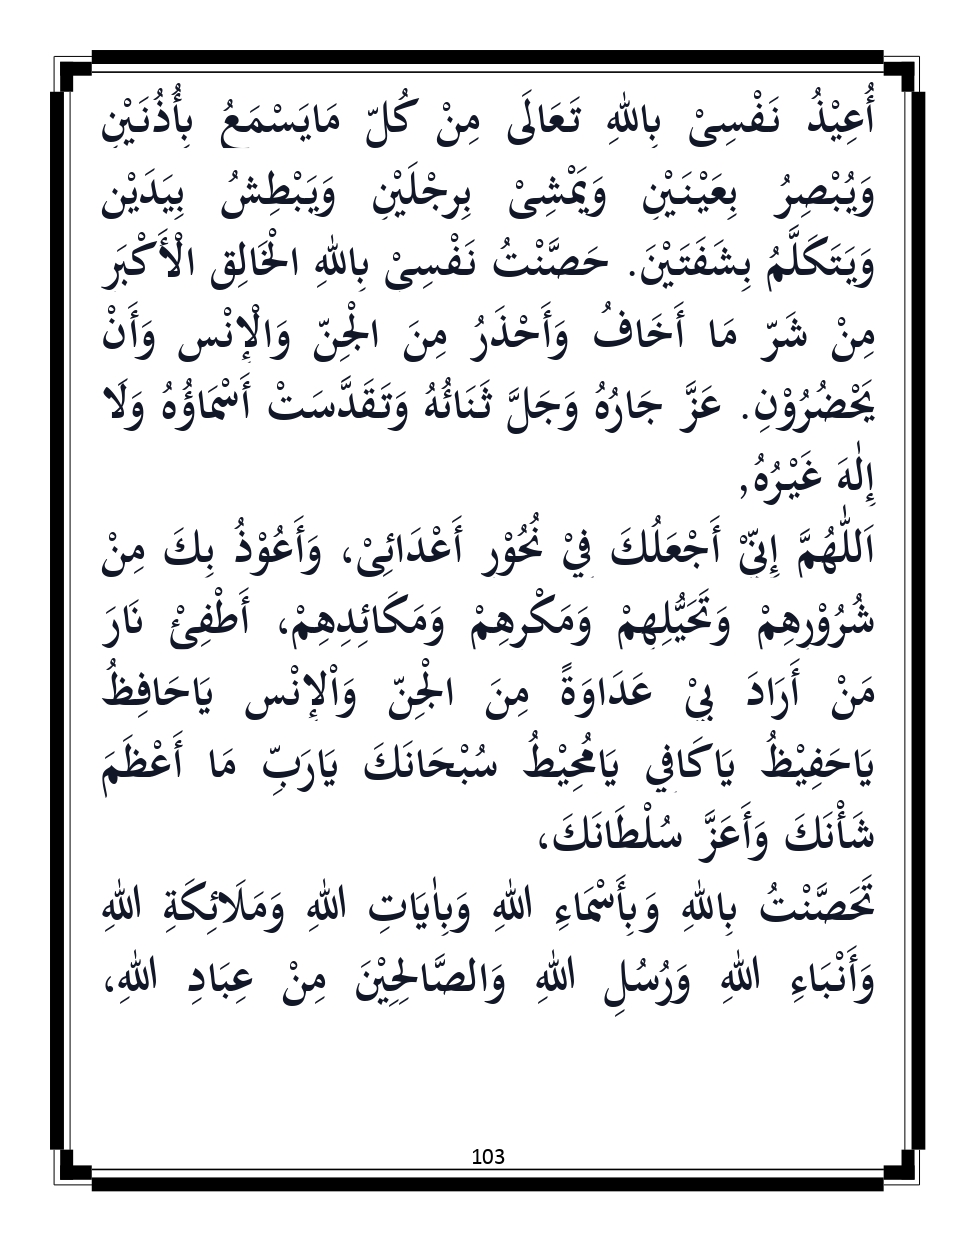 أُعِيْذُ نَفْسِىْ بِاللهِ تَعَالَى مِنْ كُلّ مَايَسْمَعُ بِأُذُنَيْنِ
وَيُبْصِرُ بِعَيْنَيْنِ وَيَمْشِىْ بِرِجْلَيْنِ وَيَبْطِشُ بِيَدَيْنِ
وَيَتَكَلَّمُ بِشَفَتَيْنَ. حَصَّنْتُ نَفْسِىْ بِاللهِ الْخَالِقِ الْأَكْبَرِ
مِنْ شَرّ مَا أَخَافُ وَأَحْذَرُ مِنَ الْجِنّ وَالْإِنْسِ وَأَنْ
يَحْضُرُوْنِ. عَزَّ جَارُهُ وَجَلَّ ثَنَائُهُ وَتَقَدَّسَتْ أَسْمَاؤُهُ وَلَا
إِلٰهَ غَيْرُهُ,
اَللّٰهُمَّ إِنِّيْ أَجْعَلُكَ فِيْ نُحُوْرِ أَعْدَائِىْ، وَأَعُوْذُ بِكَ مِنْ
شُرُوْرِهِمْ وَتَحَيُّلِهِمْ وَمَكْرِهِمْ وَمَكَائِدِهِمْ، أَطْفِئْ نَارَ
مَنْ أَرَادَ بِيْ عَدَاوَةً مِنَ الْجِنّ وَاْلإِنْسِ يَاحَافِظُ
يَاحَفِيْظُ يَاكَافِي يَامُحِيْطُ سُبْحَانَكَ يَارَبِّ مَا أَعْظَمَ
شَأْنَكَ وَأَعَزَّ سُلْطَانَكَ،
تَحَصَّنْتُ بِاللهِ وَبِأَسْمَاءِ اللهِ وَبِاٰيَاتِ اللهِ وَمَلَائِكَةِ اللهِ
وَأَنْبَاءِ اللهِ وَرُسُلِ اللهِ وَالصَّالِحِيْنَ مِنْ عِبَادِ اللهِ،
103